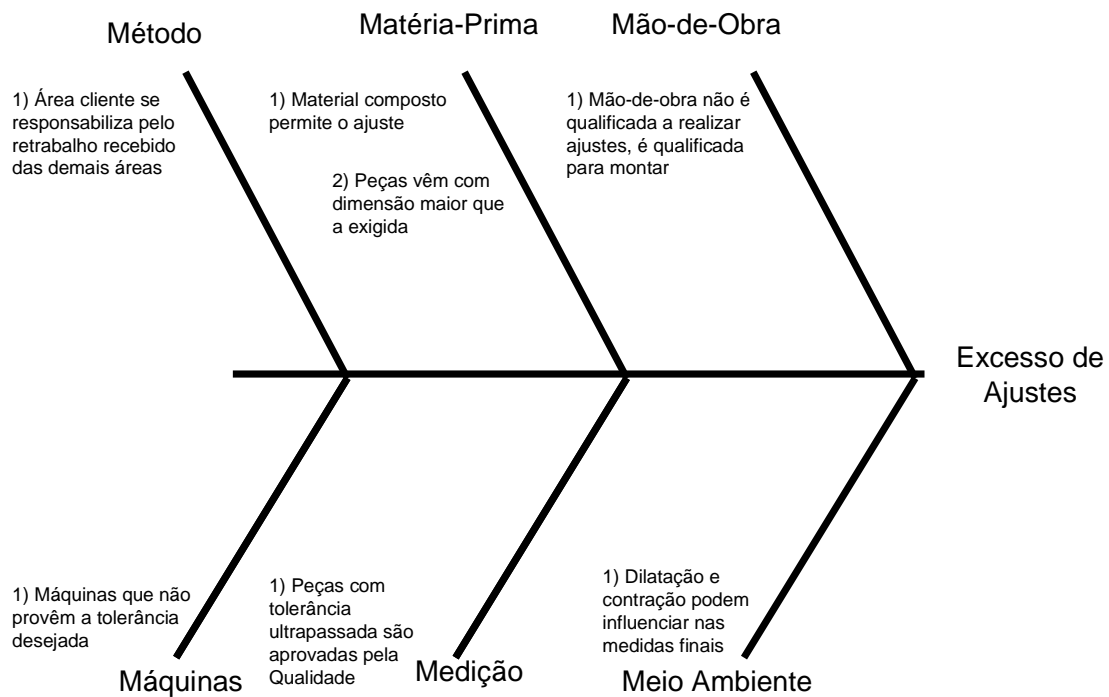 Método
Matéria-Prima
Mão-de-Obra
1) Área cliente se
responsabiliza pelo
retrabalho recebido
das demais áreas
1) Material composto
permite o ajuste
2) Peças vêm com
dimensão maior que
a exigida
1) Mão-de-obra não é
qualificada a realizar
ajustes, é qualificada
para montar
Excesso de
Ajustes
1) Máquinas que não
provêm a tolerância
desejada
Máquinas
1) Peças com
tolerância
ultrapassada são
aprovadas pela
Qualidade
Medição
1) Dilatação e
contração podem
influenciar nas
medidas finais
Meio Ambiente